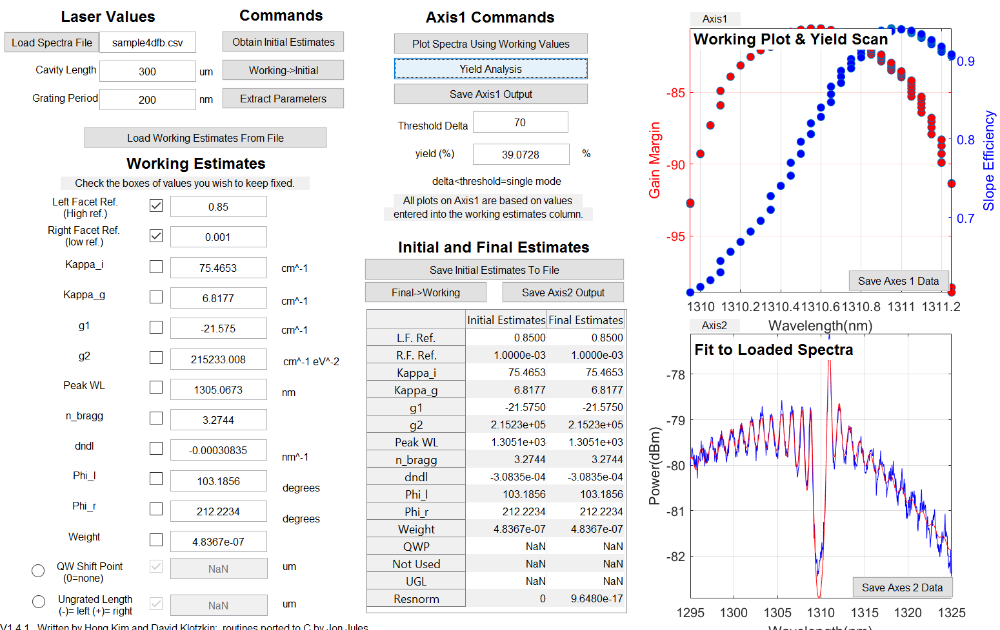 Laser Values
Load Spectra File
sample4dfb.csv
Cavity Length
300
um
Grating Period
200
nm
Commands
Obtain Initial Estimates
Working->Initial
Extract Parameters
Load Working Estimates From File
Working Estimates
Check the boxes of values you wish to keep fixed.
Left Facet Ref.
(High ref.)
0.85
Right Facet Ref.
(low ref.)
0.001
Kappa_i
75.4653
cm^-1
Kappa_g
6.8177
cm^-1
g1
-21.575
cm^-1
g2
215233.008
cm^-1 eV^-2
Peak WL
1305.0673
nm
n_bragg
3.2744
dndl
-0.00030835
nm^-1
Phi_l
103.1856
degrees
Phi_r
212.2234
degrees
Weight
4.8367e-07
QW Shift Point
(0=none)
NaN
um
Ungrated Length
(-)= left (+)= right
NaN
um
V1.4.1 Written by Hong Kim and David Klotzkin; routines ported to C by Jon Jules
Axis1 Commands
Plot Spectra Using Working Values
Yield Analysis
Save Axis1 Output
Threshold Delta
70
yield (%)
39.0728
%
delta<threshold=single mode
All plots on Axis1 are based on values
entered into the working estimates column.
Initial and Final Estimates
Save Initial Estimates To File
Final->Working
Save Axis2 Output
Initial Estimates Final Estimates
L.F. Ref. 0.8500 0.8500
R.F. Ref. 1.0000e-03 1.0000e-03
Kappa_i 75.4653 75.4653
Kappa_g 6.8177 6.8177
g1 -21.5750 -21.5750
g2 2.1523e+05 2.1523e+05
Peak WL 1.3051e+03 1.3051e+03
n_bragg 3.2744 3.2744
dndl -3.0835e-04 -3.0835e-04
Phi_l 103.1856 103.1856
Phi_r 212.2234 212.2234
Weight 4.8367e-07 4.8367e-07
QWP NaN NaN
Not Used NaN NaN
UGL NaN NaN
Resnorm 0 9.6480e-17
Axis1
Working Plot & Yield Scan
Gain Margin
-85
-90
-95
Slope Efficiency
0.9
0.8
0.7
Save Axes 1 Data
1310 1310.2 1310.4 1310.6 1310.8 1311 1311.2
Wavelength(nm)
Axis2
Fit to Loaded Spectra
Power(dBm)
-78
-79
-80
-81
-82
Save Axes 2 Data
1295 1300 1305 1310 1315 1320 1325
Wavelength(nm)